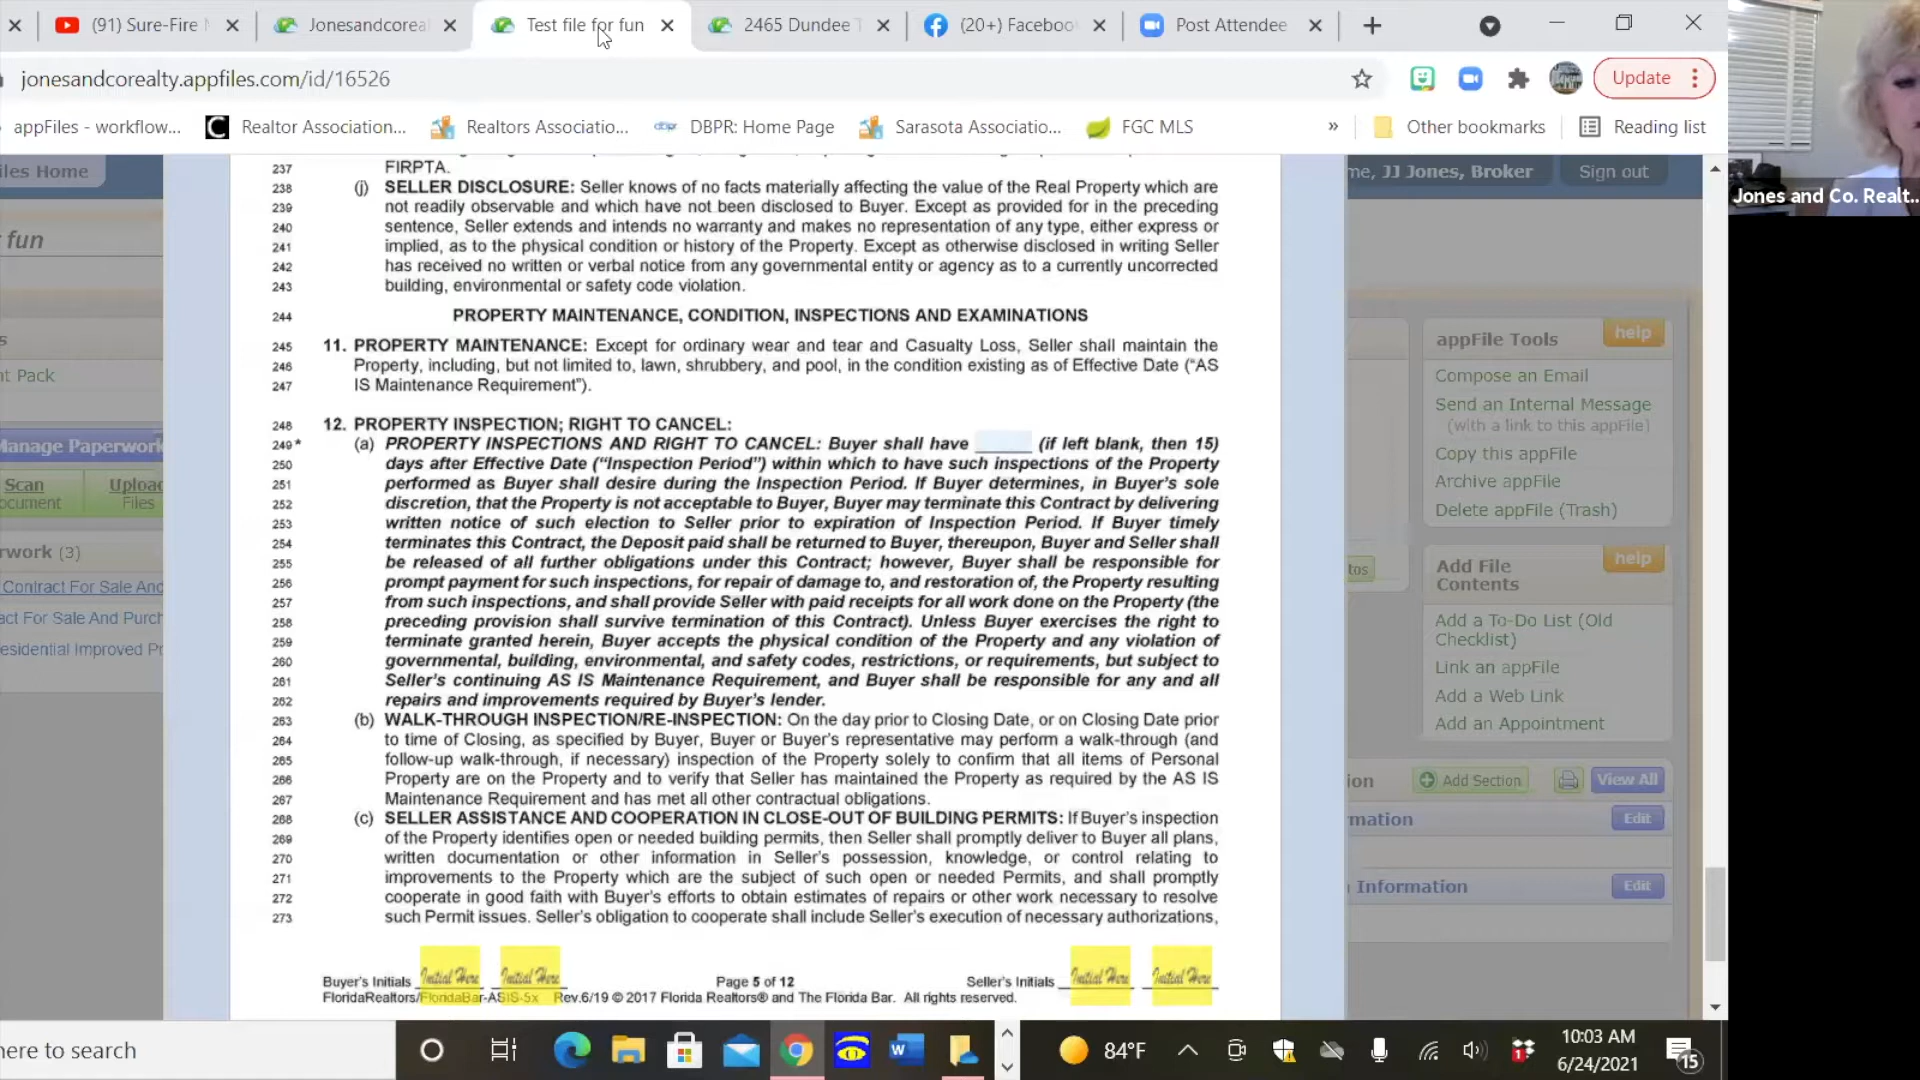 (91) Sure-Fire
Jonesandcoreal
Test file for fun
2465 Dundee T
(20+) Faceboo
Post Attendee
jonesandcorealty.appfiles.com/id/16526
Update
appFiles - workflow...
Realtor Association...
Realtors Associatio...
DBPR: Home Page
Sarasota Associatio...
FGC MLS
»
Other bookmarks
Reading list
iles Home
me, JJ Jones, Broker
Sign out
Jones and Co. Realt...
fun
nt Pack
Manage Paperwork
Scan
ocument
Upload
Files
rwork (3)
Contract For Sale And
act For Sale And Purch
esidential Improved Pr
237 FIRPTA.
238 (j) SELLER DISCLOSURE: Seller knows of no facts materially affecting the value of the Real Property which are
239 not readily observable and which have not been disclosed to Buyer. Except as provided for in the preceding
240 sentence, Seller extends and intends no warranty and makes no representation of any type, either express or
241 implied, as to the physical condition or history of the Property. Except as otherwise disclosed in writing Seller
242 has received no written or verbal notice from any governmental entity or agency as to a currently uncorrected
243 building, environmental or safety code violation.
244 PROPERTY MAINTENANCE, CONDITION, INSPECTIONS AND EXAMINATIONS
245 11. PROPERTY MAINTENANCE: Except for ordinary wear and tear and Casualty Loss, Seller shall maintain the
246 Property, including, but not limited to, lawn, shrubbery, and pool, in the condition existing as of Effective Date ("AS
247 IS Maintenance Requirement").
248 12. PROPERTY INSPECTION; RIGHT TO CANCEL:
249* (a) PROPERTY INSPECTIONS AND RIGHT TO CANCEL: Buyer shall have (if left blank, then 15)
250 days after Effective Date ("Inspection Period") within which to have such inspections of the Property
251 performed as Buyer shall desire during the Inspection Period. If Buyer determines, in Buyer's sole
252 discretion, that the Property is not acceptable to Buyer, Buyer may terminate this Contract by delivering
253 written notice of such election to Seller prior to expiration of Inspection Period. If Buyer timely
254 terminates this Contract, the Deposit paid shall be returned to Buyer, thereupon, Buyer and Seller shall
255 be released of all further obligations under this Contract; however, Buyer shall be responsible for
256 prompt payment for such inspections, for repair of damage to, and restoration of, the Property resulting
257 from such inspections, and shall provide Seller with paid receipts for all work done on the Property (the
258 preceding provision shall survive termination of this Contract). Unless Buyer exercises the right to
259 terminate granted herein, Buyer accepts the physical condition of the Property and any violation of
260 governmental, building, environmental, and safety codes, restrictions, or requirements, but subject to
261 Seller's continuing AS IS Maintenance Requirement, and Buyer shall be responsible for any and all
262 repairs and improvements required by Buyer's lender.
263 (b) WALK-THROUGH INSPECTION/RE-INSPECTION: On the day prior to Closing Date, or on Closing Date prior
264 to time of Closing, as specified by Buyer, Buyer or Buyer's representative may perform a walk-through (and
265 follow-up walk-through, if necessary) inspection of the Property solely to confirm that all items of Personal
266 Property are on the Property and to verify that Seller has maintained the Property as required by the AS IS
267 Maintenance Requirement and has met all other contractual obligations.
268 (c) SELLER ASSISTANCE AND COOPERATION IN CLOSE-OUT OF BUILDING PERMITS: If Buyer's inspection
269 of the Property identifies open or needed building permits, then Seller shall promptly deliver to Buyer all plans,
270 written documentation or other information in Seller's possession, knowledge, or control relating to
271 improvements to the Property which are the subject of such open or needed Permits, and shall promptly
272 cooperate in good faith with Buyer's efforts to obtain estimates of repairs or other work necessary to resolve
273 such Permit issues. Seller's obligation to cooperate shall include Seller's execution of necessary authorizations,
Buyer's Initials Initial Here Initial Here Page 5 of 12 Seller's Initials Initial Here Initial Here
FloridaRealtors/FloridaBar-ASIS-5x Rev.6/19 © 2017 Florida Realtors® and The Florida Bar. All rights reserved.
appFile Tools
help
Compose an Email
Send an Internal Message
(with a link to this appFile)
Copy this appFile
Archive appFile
Delete appFile (Trash)
tos
Add File
Contents
help
Add a To-Do List (Old
Checklist)
Link an appFile
Add a Web Link
Add an Appointment
ion
Add Section
View All
rmation
Edit
Information
Edit
here to search
84°F
10:03 AM
6/24/2021
1
15